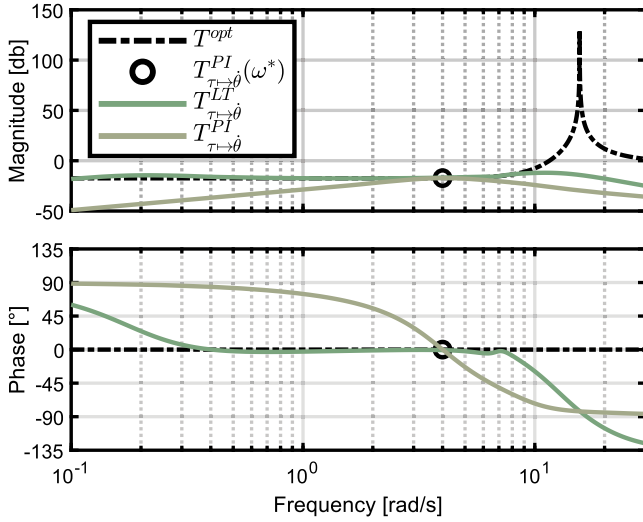 150
100
50
0
-50
Magnitude [db]
T^{opt}
T^{PI}_{τ↦θ̇}(ω*)
T^{LT}_{τ↦θ̇}
T^{PI}_{τ↦θ̇}
135
90
45
0
-45
-90
-135
Phase [°]
10^{-1}
10^{0}
10^{1}
Frequency [rad/s]